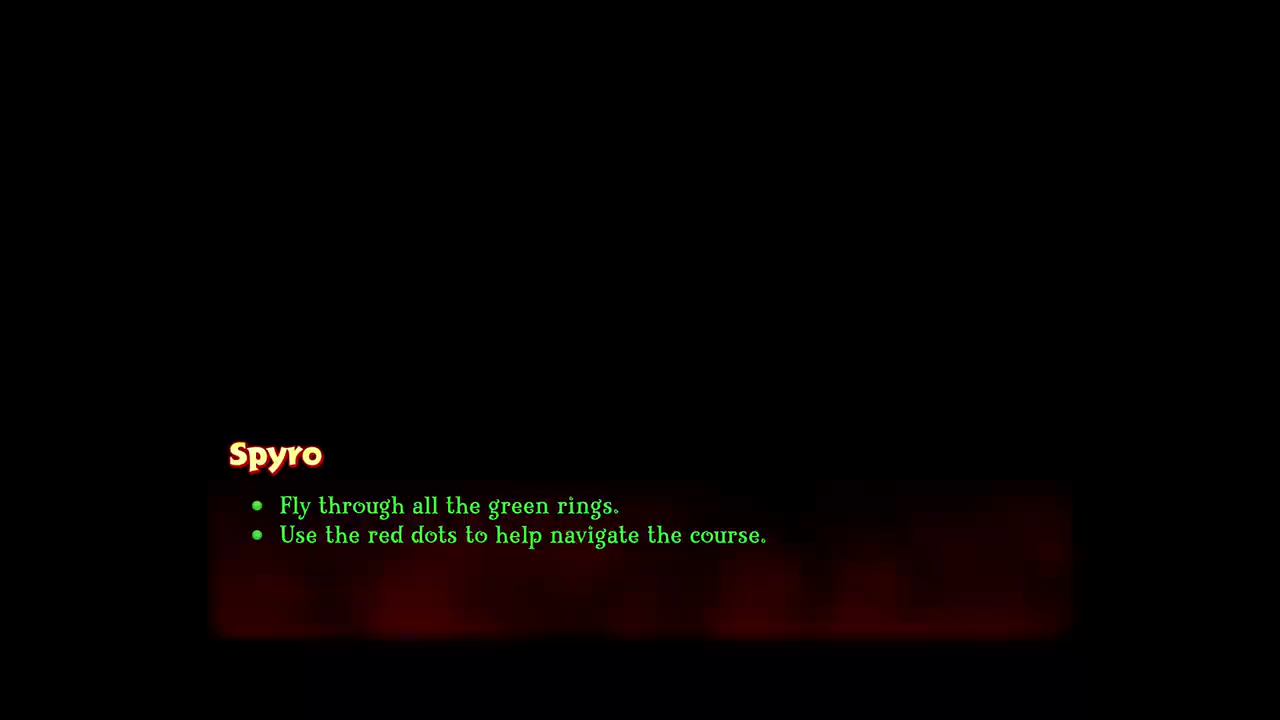 Spyro
Fly through all the green rings.
Use the red dots to help navigate the course.